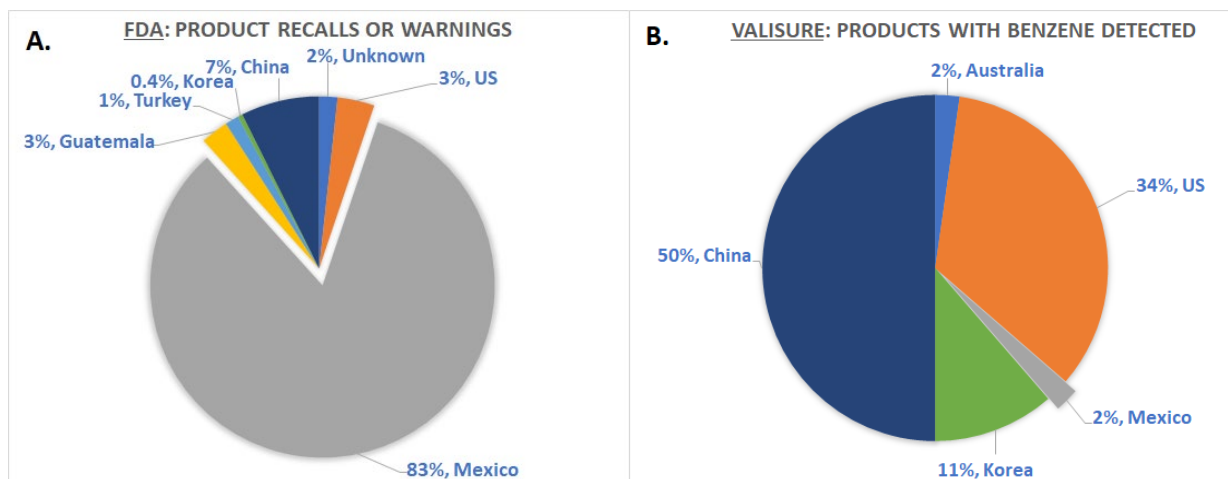 A.
FDA: PRODUCT RECALLS OR WARNINGS
7%, China
2%, Unknown
0.4%, Korea
3%, US
1%, Turkey
3%, Guatemala
83%, Mexico
B.
VALISURE: PRODUCTS WITH BENZENE DETECTED
2%, Australia
34%, US
50%, China
2%, Mexico
11%, Korea